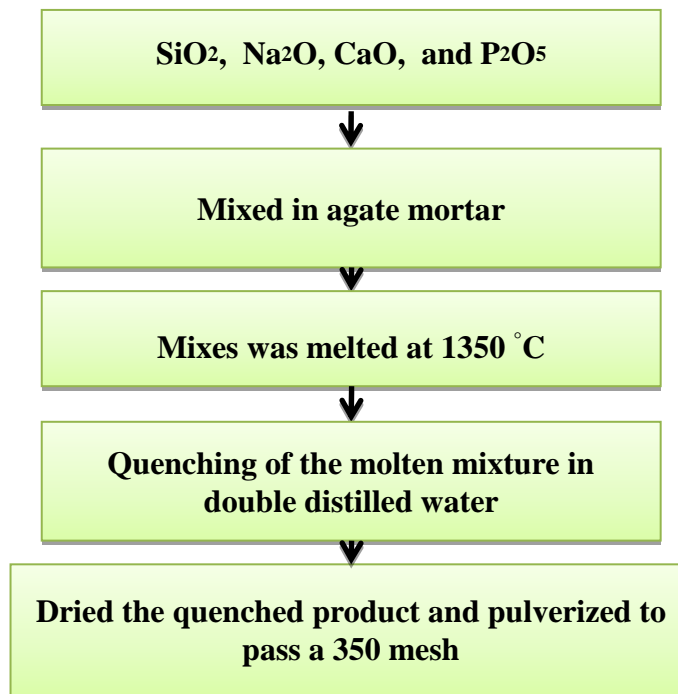 SiO2, Na2O, CaO, and P2O5
Mixed in agate mortar
Mixes was melted at 1350 °C
Quenching of the molten mixture in
double distilled water
Dried the quenched product and pulverized to
pass a 350 mesh